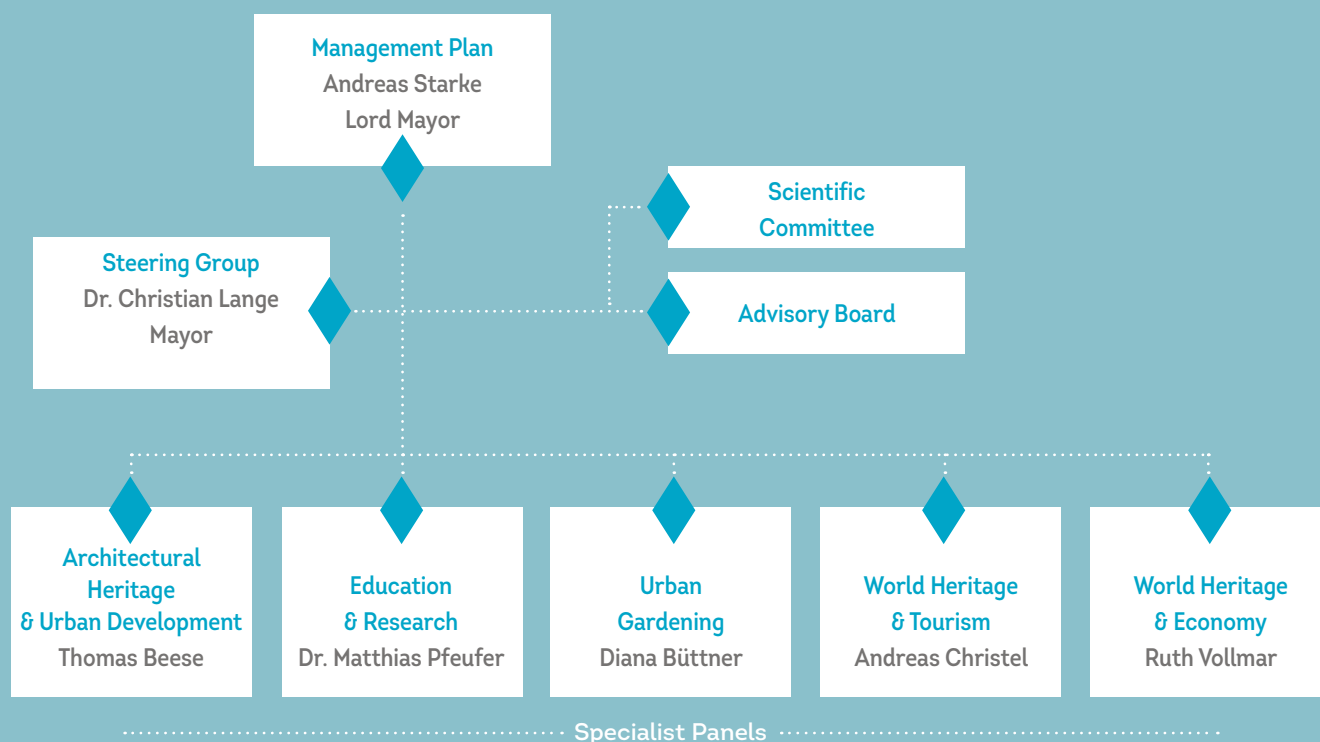 Management Plan
Andreas Starke
Lord Mayor
Scientific
Committee
Steering Group
Dr. Christian Lange
Mayor
Advisory Board
Architectural
Heritage
& Urban Development
Thomas Beese
Education
& Research
Dr. Matthias Pfeufer
Urban
Gardening
Diana Büttner
World Heritage
& Tourism
Andreas Christel
World Heritage
& Economy
Ruth Vollmar
Specialist Panels